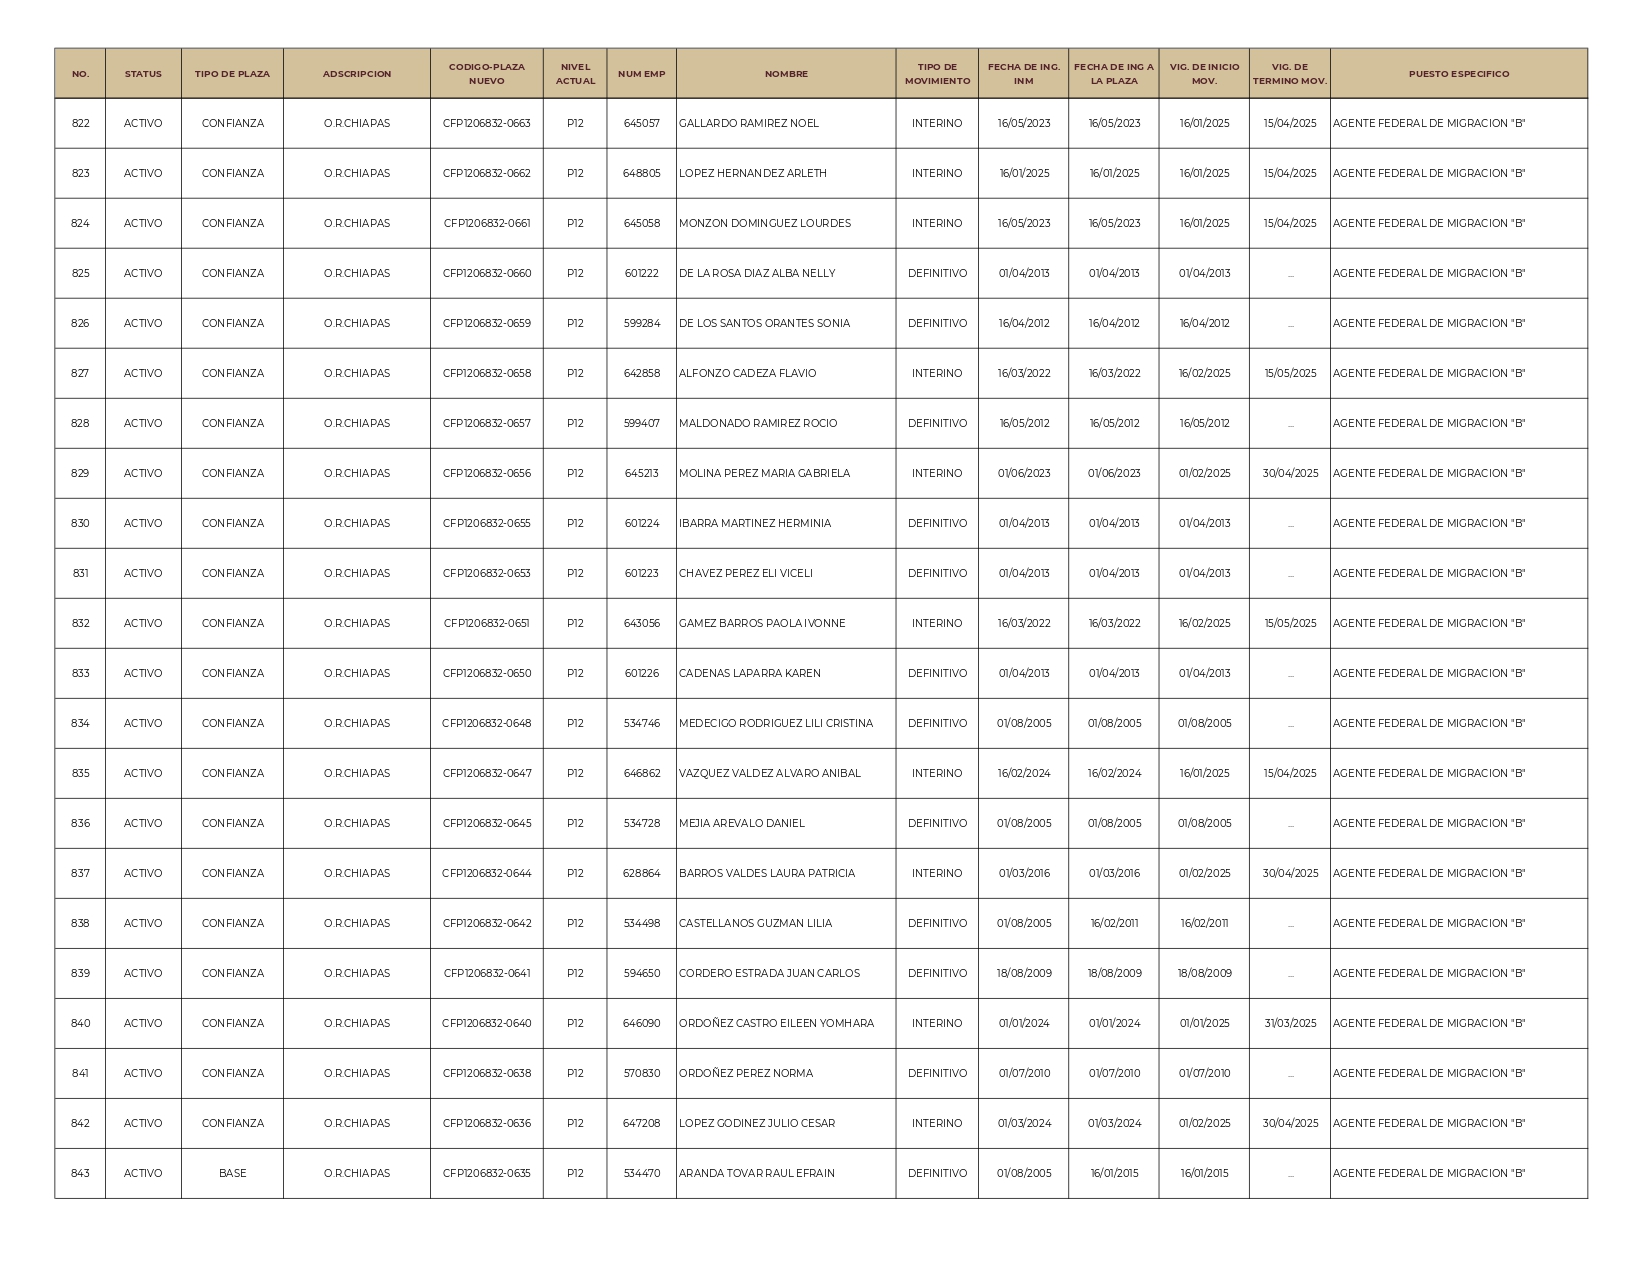 NO. STATUS TIPO DE PLAZA ADSCRIPCION CODIGO-PLAZA NUEVO NIVEL ACTUAL NUM EMP NOMBRE TIPO DE MOVIMIENTO FECHA DE ING. INM FECHA DE ING A LA PLAZA VIG. DE INICIO MOV. VIG. DE TERMINO MOV. PUESTO ESPECIFICO
822 ACTIVO CONFIANZA O.R.CHIAPAS CFP1206832-0663 P12 645057 GALLARDO RAMIREZ NOEL INTERINO 16/05/2023 16/05/2023 16/01/2025 15/04/2025 AGENTE FEDERAL DE MIGRACION "B"
823 ACTIVO CONFIANZA O.R.CHIAPAS CFP1206832-0662 P12 648805 LOPEZ HERNANDEZ ARLETH INTERINO 16/01/2025 16/01/2025 16/01/2025 15/04/2025 AGENTE FEDERAL DE MIGRACION "B"
824 ACTIVO CONFIANZA O.R.CHIAPAS CFP1206832-0661 P12 645058 MONZON DOMINGUEZ LOURDES INTERINO 16/05/2023 16/05/2023 16/01/2025 15/04/2025 AGENTE FEDERAL DE MIGRACION "B"
825 ACTIVO CONFIANZA O.R.CHIAPAS CFP1206832-0660 P12 601222 DE LA ROSA DIAZ ALBA NELLY DEFINITIVO 01/04/2013 01/04/2013 01/04/2013 ... AGENTE FEDERAL DE MIGRACION "B"
826 ACTIVO CONFIANZA O.R.CHIAPAS CFP1206832-0659 P12 599284 DE LOS SANTOS ORANTES SONIA DEFINITIVO 16/04/2012 16/04/2012 16/04/2012 ... AGENTE FEDERAL DE MIGRACION "B"
827 ACTIVO CONFIANZA O.R.CHIAPAS CFP1206832-0658 P12 642858 ALFONZO CADEZA FLAVIO INTERINO 16/03/2022 16/03/2022 16/02/2025 15/05/2025 AGENTE FEDERAL DE MIGRACION "B"
828 ACTIVO CONFIANZA O.R.CHIAPAS CFP1206832-0657 P12 599407 MALDONADO RAMIREZ ROCIO DEFINITIVO 16/05/2012 16/05/2012 16/05/2012 ... AGENTE FEDERAL DE MIGRACION "B"
829 ACTIVO CONFIANZA O.R.CHIAPAS CFP1206832-0656 P12 645213 MOLINA PEREZ MARIA GABRIELA INTERINO 01/06/2023 01/06/2023 01/02/2025 30/04/2025 AGENTE FEDERAL DE MIGRACION "B"
830 ACTIVO CONFIANZA O.R.CHIAPAS CFP1206832-0655 P12 601224 IBARRA MARTINEZ HERMINIA DEFINITIVO 01/04/2013 01/04/2013 01/04/2013 ... AGENTE FEDERAL DE MIGRACION "B"
831 ACTIVO CONFIANZA O.R.CHIAPAS CFP1206832-0653 P12 601223 CHAVEZ PEREZ ELI VICELI DEFINITIVO 01/04/2013 01/04/2013 01/04/2013 ... AGENTE FEDERAL DE MIGRACION "B"
832 ACTIVO CONFIANZA O.R.CHIAPAS CFP1206832-0651 P12 643056 GAMEZ BARROS PAOLA IVONNE INTERINO 16/03/2022 16/03/2022 16/02/2025 15/05/2025 AGENTE FEDERAL DE MIGRACION "B"
833 ACTIVO CONFIANZA O.R.CHIAPAS CFP1206832-0650 P12 601226 CADENAS LAPARRA KAREN DEFINITIVO 01/04/2013 01/04/2013 01/04/2013 ... AGENTE FEDERAL DE MIGRACION "B"
834 ACTIVO CONFIANZA O.R.CHIAPAS CFP1206832-0648 P12 534746 MEDECIGO RODRIGUEZ LILI CRISTINA DEFINITIVO 01/08/2005 01/08/2005 01/08/2005 ... AGENTE FEDERAL DE MIGRACION "B"
835 ACTIVO CONFIANZA O.R.CHIAPAS CFP1206832-0647 P12 646862 VAZQUEZ VALDEZ ALVARO ANIBAL INTERINO 16/02/2024 16/02/2024 16/01/2025 15/04/2025 AGENTE FEDERAL DE MIGRACION "B"
836 ACTIVO CONFIANZA O.R.CHIAPAS CFP1206832-0645 P12 534728 MEJIA AREVALO DANIEL DEFINITIVO 01/08/2005 01/08/2005 01/08/2005 ... AGENTE FEDERAL DE MIGRACION "B"
837 ACTIVO CONFIANZA O.R.CHIAPAS CFP1206832-0644 P12 628864 BARROS VALDES LAURA PATRICIA INTERINO 01/03/2016 01/03/2016 01/02/2025 30/04/2025 AGENTE FEDERAL DE MIGRACION "B"
838 ACTIVO CONFIANZA O.R.CHIAPAS CFP1206832-0642 P12 534498 CASTELLANOS GUZMAN LILIA DEFINITIVO 01/08/2005 16/02/2011 16/02/2011 ... AGENTE FEDERAL DE MIGRACION "B"
839 ACTIVO CONFIANZA O.R.CHIAPAS CFP1206832-0641 P12 594650 CORDERO ESTRADA JUAN CARLOS DEFINITIVO 18/08/2009 18/08/2009 18/08/2009 ... AGENTE FEDERAL DE MIGRACION "B"
840 ACTIVO CONFIANZA O.R.CHIAPAS CFP1206832-0640 P12 646090 ORDOÑEZ CASTRO EILEEN YOMHARA INTERINO 01/01/2024 01/01/2024 01/01/2025 31/03/2025 AGENTE FEDERAL DE MIGRACION "B"
841 ACTIVO CONFIANZA O.R.CHIAPAS CFP1206832-0638 P12 570830 ORDOÑEZ PEREZ NORMA DEFINITIVO 01/07/2010 01/07/2010 01/07/2010 ... AGENTE FEDERAL DE MIGRACION "B"
842 ACTIVO CONFIANZA O.R.CHIAPAS CFP1206832-0636 P12 647208 LOPEZ GODINEZ JULIO CESAR INTERINO 01/03/2024 01/03/2024 01/02/2025 30/04/2025 AGENTE FEDERAL DE MIGRACION "B"
843 ACTIVO BASE O.R.CHIAPAS CFP1206832-0635 P12 534470 ARANDA TOVAR RAUL EFRAIN DEFINITIVO 01/08/2005 16/01/2015 16/01/2015 ... AGENTE FEDERAL DE MIGRACION "B"